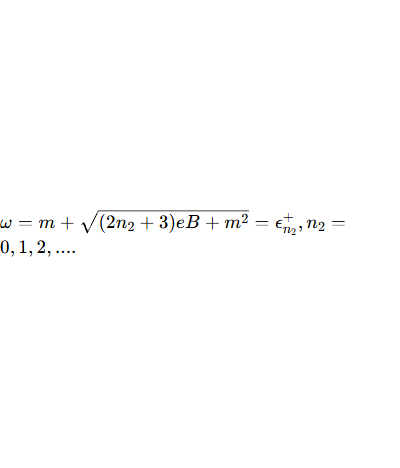 ω = m + √(2n₂ + 3)eB + m² = ϵ⁺ₙ₂, n₂ =
0, 1, 2, ....